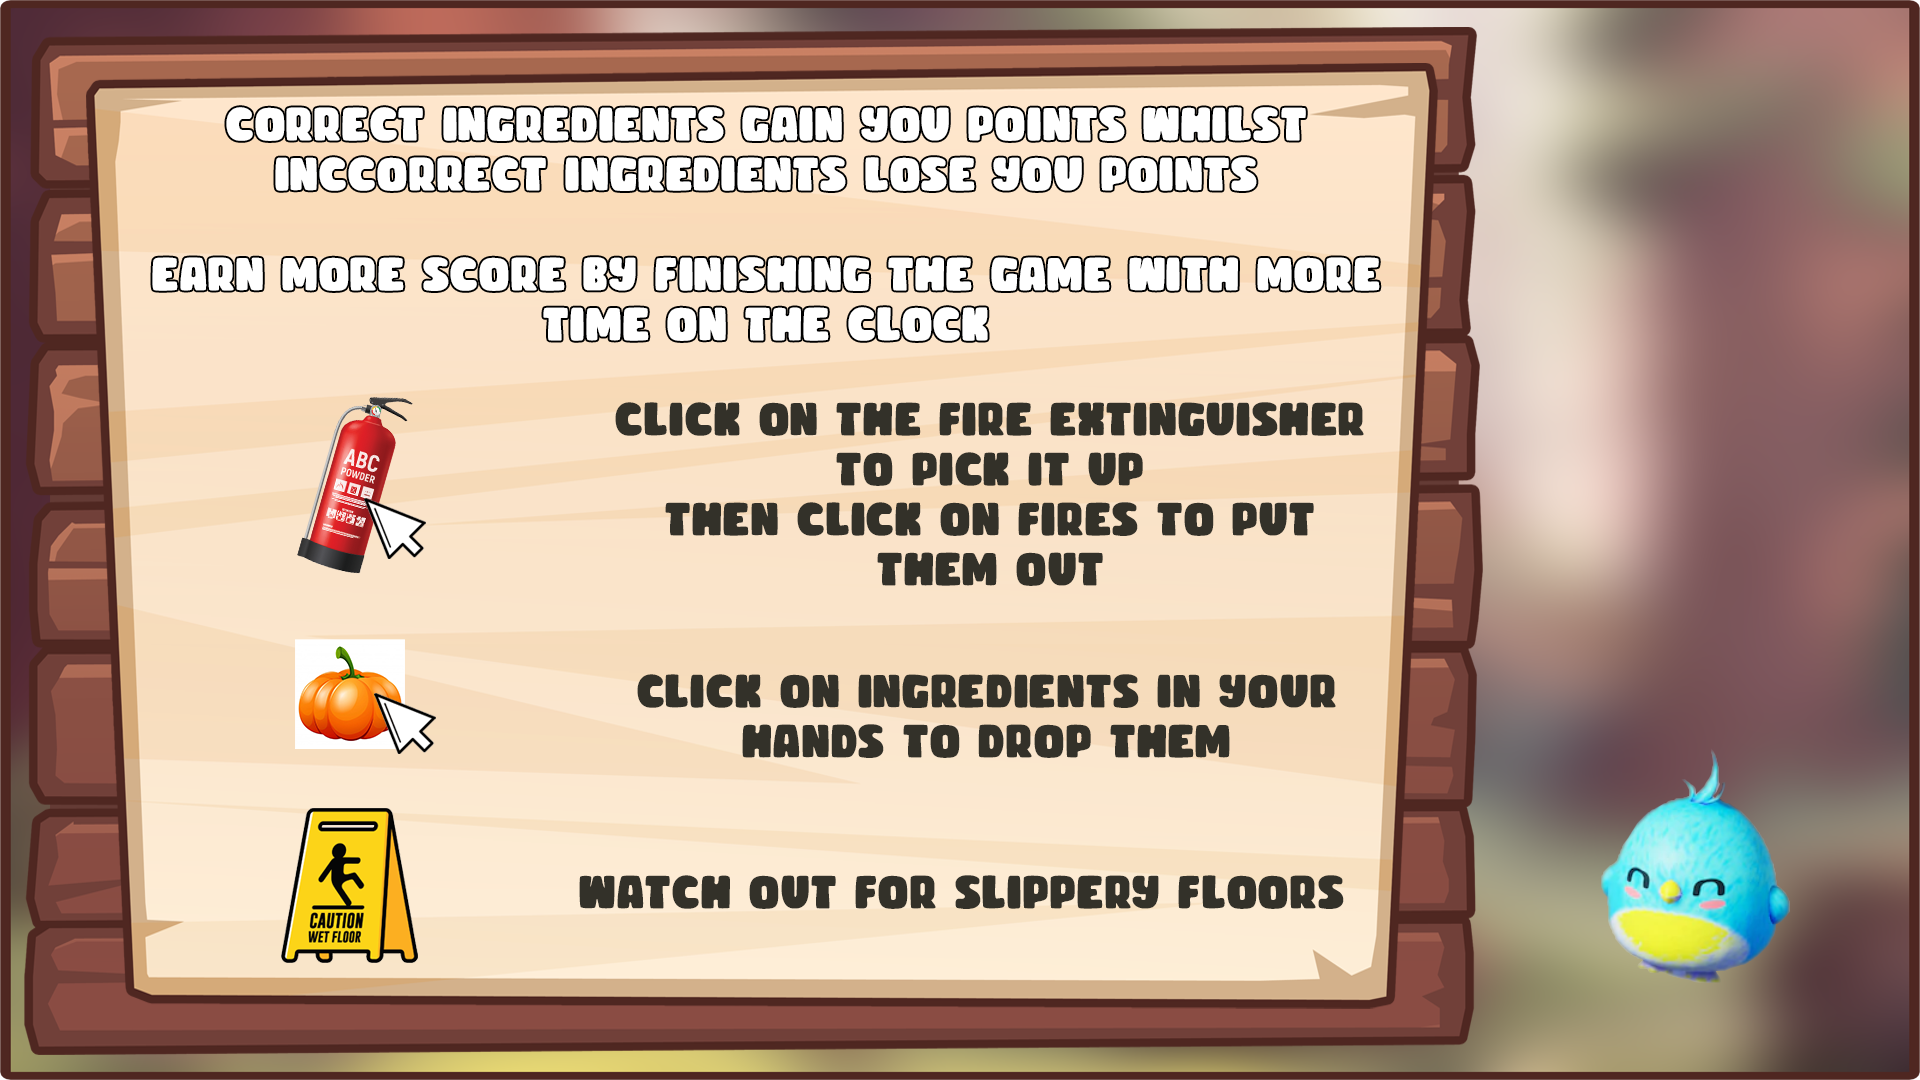 CORRECT INGREDIENTS GAIN YOU POINTS WHILST
INCCORRECT INGREDIENTS LOSE YOU POINTS
EARN MORE SCORE BY FINISHING THE GAME WITH MORE
TIME ON THE CLOCK
CLICK ON THE FIRE EXTINGUISHER
TO PICK IT UP
THEN CLICK ON FIRES TO PUT
THEM OUT
ABC
POWDER
CLICK ON INGREDIENTS IN YOUR
HANDS TO DROP THEM
WATCH OUT FOR SLIPPERY FLOORS
CAUTION
WET FLOOR